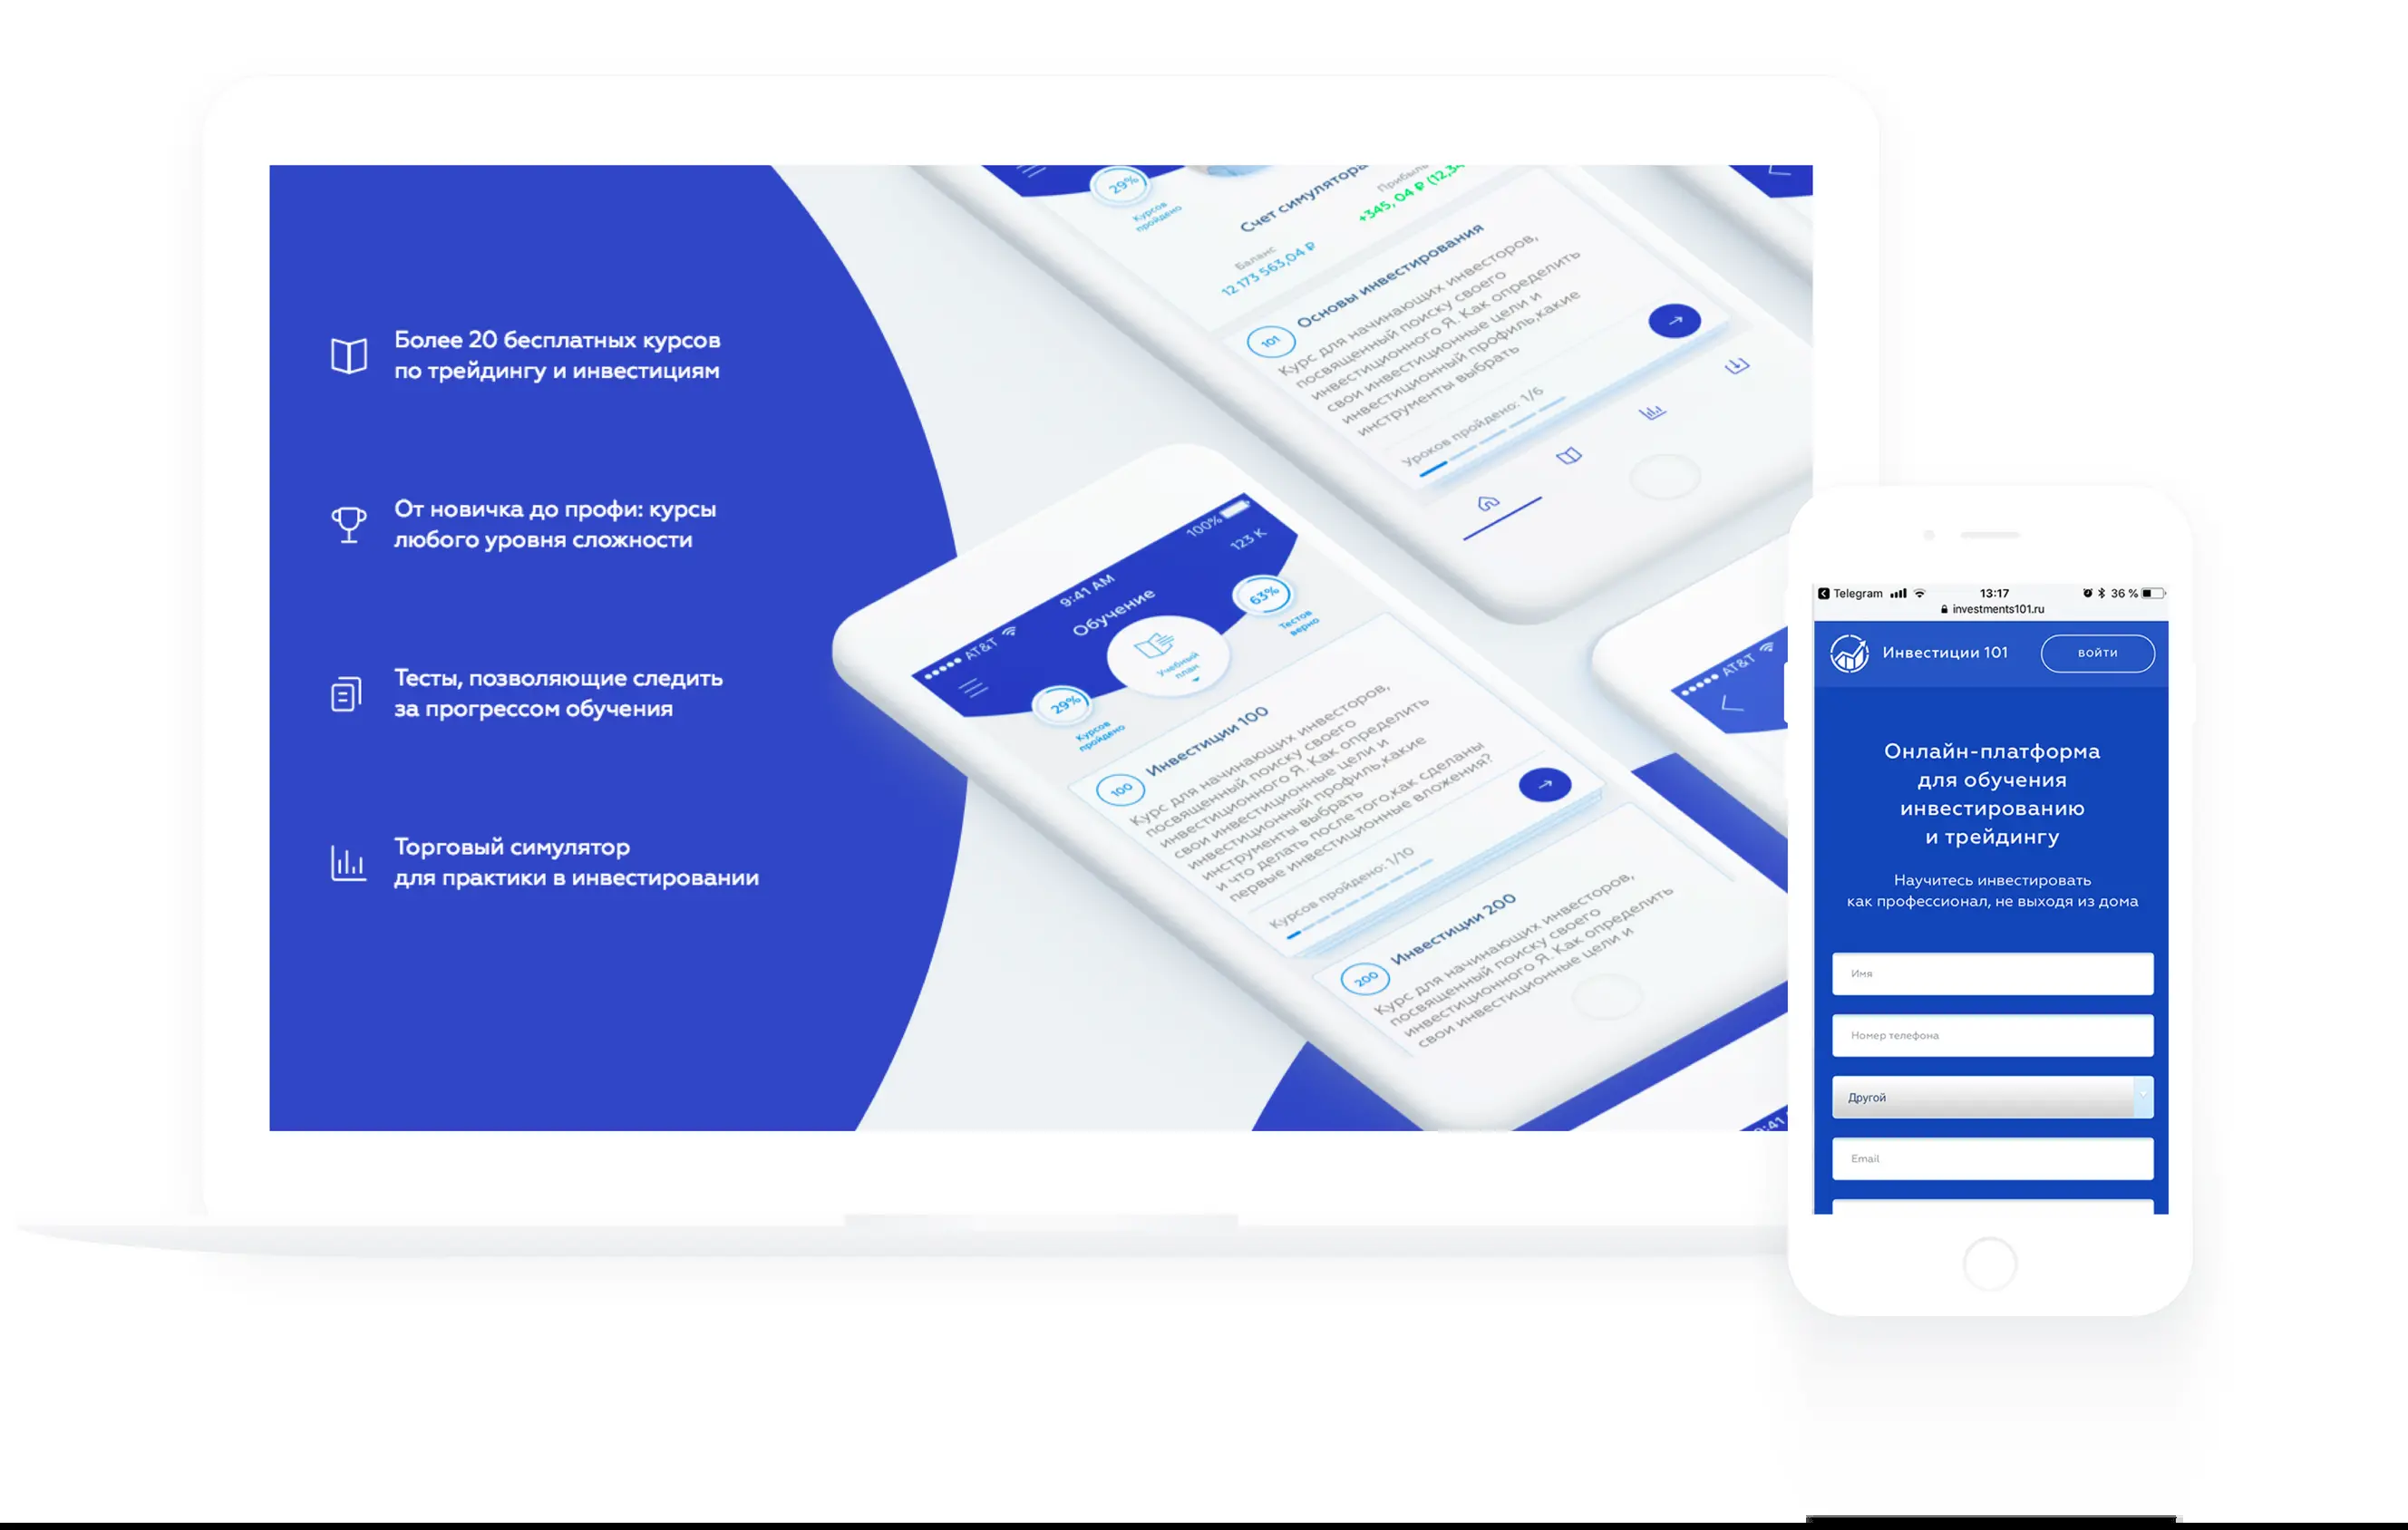 Более 20 бесплатных курсов
по трейдингу и инвестициям
От новичка до профи: курсы
любого уровня сложности
Тесты, позволяющие следить
за прогрессом обучения
Торговый симулятор
для практики в инвестировании
29%
Курсов
пройдено
Счет симулятора
Прибыль
+345, 04 ₽ (12,34
Баланс
12 173 563,04 ₽
101
Основы инвестирования
Курс для начинающих инвесторов,
посвященный поиску своего
инвестиционного Я. Как определить
свои инвестиционные цели и
инвестиционный профиль,какие
инструменты выбрать
Уроков пройдено: 1/6
AT&T
9:41 AM
100%
Обучение
123 K
29%
Курсов
пройдено
Учебный
план
63%
Тестов
верно
100
Инвестиции 100
Курс для начинающих инвесторов,
посвященный поиску своего
инвестиционного Я. Как определить
свои инвестиционные цели и
инвестиционный профиль,какие
инструменты выбрать
и что делать после того,как сделаны
первые инвестиционные вложения?
Курсов пройдено: 1/10
200
Инвестиции 200
Курс для начинающих инвесторов,
посвященный поиску своего
инвестиционного Я. Как определить
свои инвестиционные цели и
AT&T
9:41
Telegram 13:17 36 %
investments101.ru
Инвестиции 101
ВОЙТИ
Онлайн-платформа
для обучения
инвестированию
и трейдингу
Научитесь инвестировать
как профессионал, не выходя из дома
Имя
Номер телефона
Другой
Email